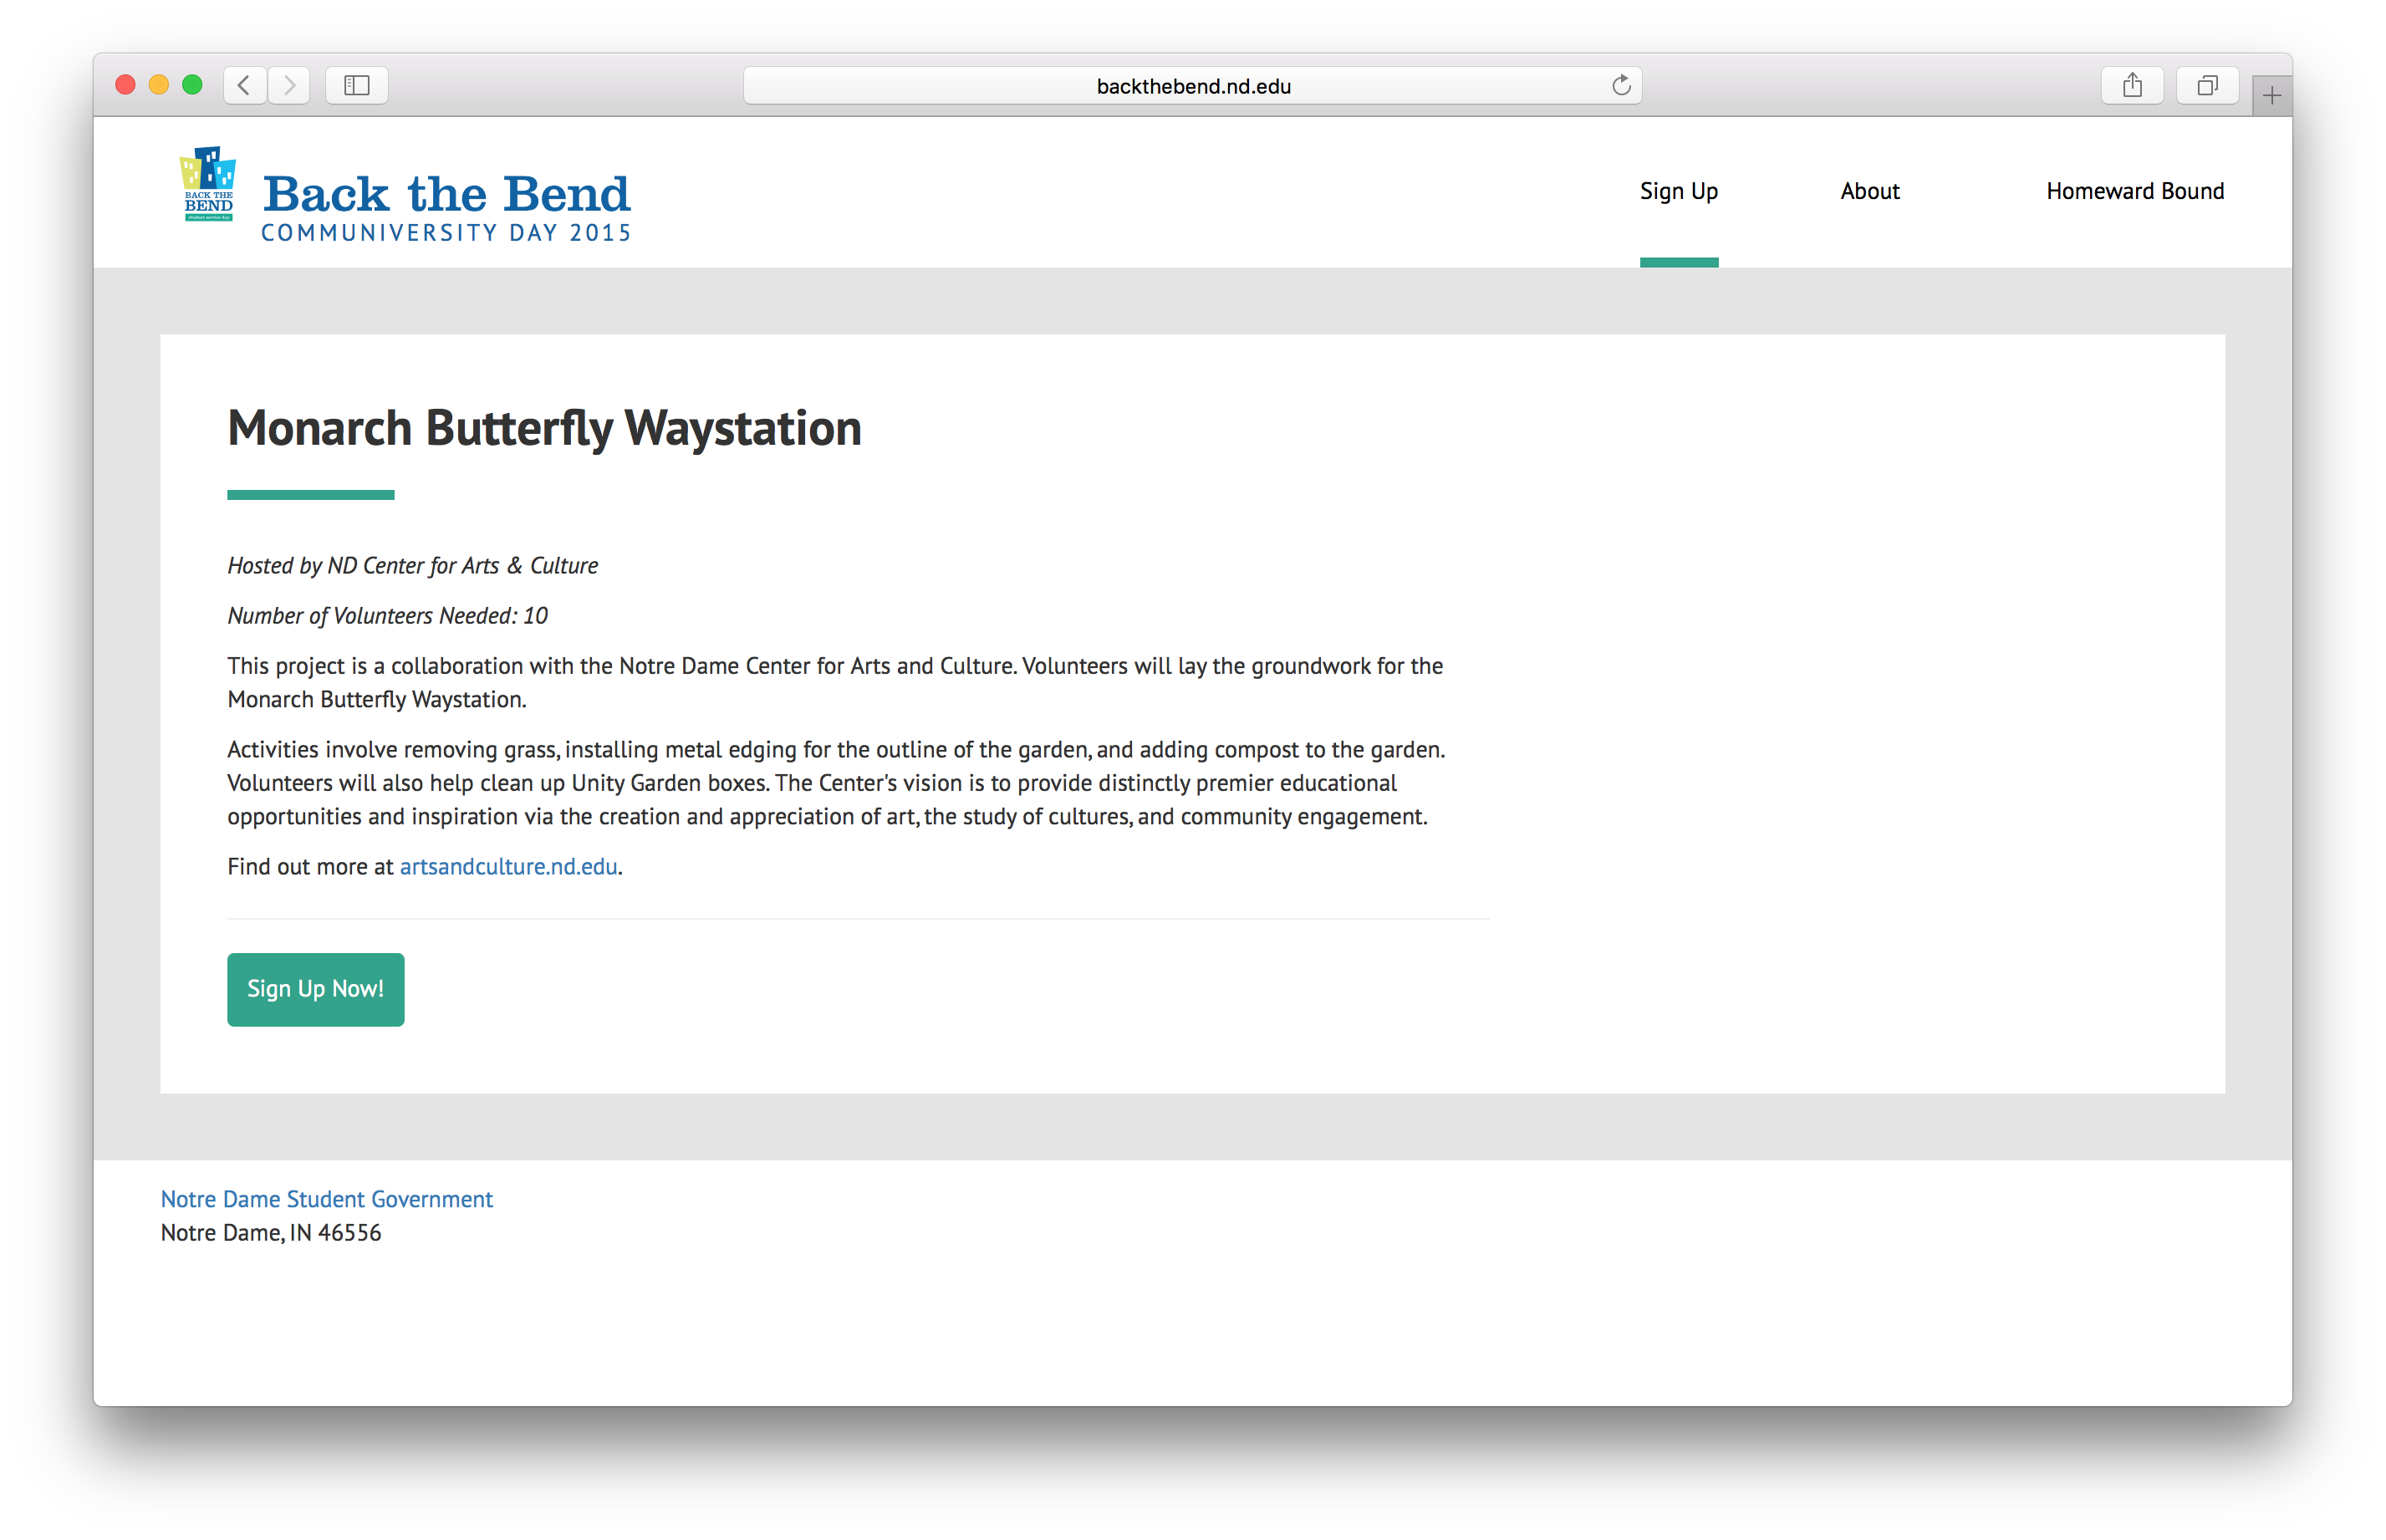 backthebend.nd.edu
BACK THE
BEND
Back the Bend
COMMUNIVERSITY DAY 2015
Sign Up
About
Homeward Bound
Monarch Butterfly Waystation
Hosted by ND Center for Arts & Culture
Number of Volunteers Needed: 10
This project is a collaboration with the Notre Dame Center for Arts and Culture. Volunteers will lay the groundwork for the
Monarch Butterfly Waystation.
Activities involve removing grass, installing metal edging for the outline of the garden, and adding compost to the garden.
Volunteers will also help clean up Unity Garden boxes. The Center's vision is to provide distinctly premier educational
opportunities and inspiration via the creation and appreciation of art, the study of cultures, and community engagement.
Find out more at artsandculture.nd.edu.
Sign Up Now!
Notre Dame Student Government
Notre Dame, IN 46556